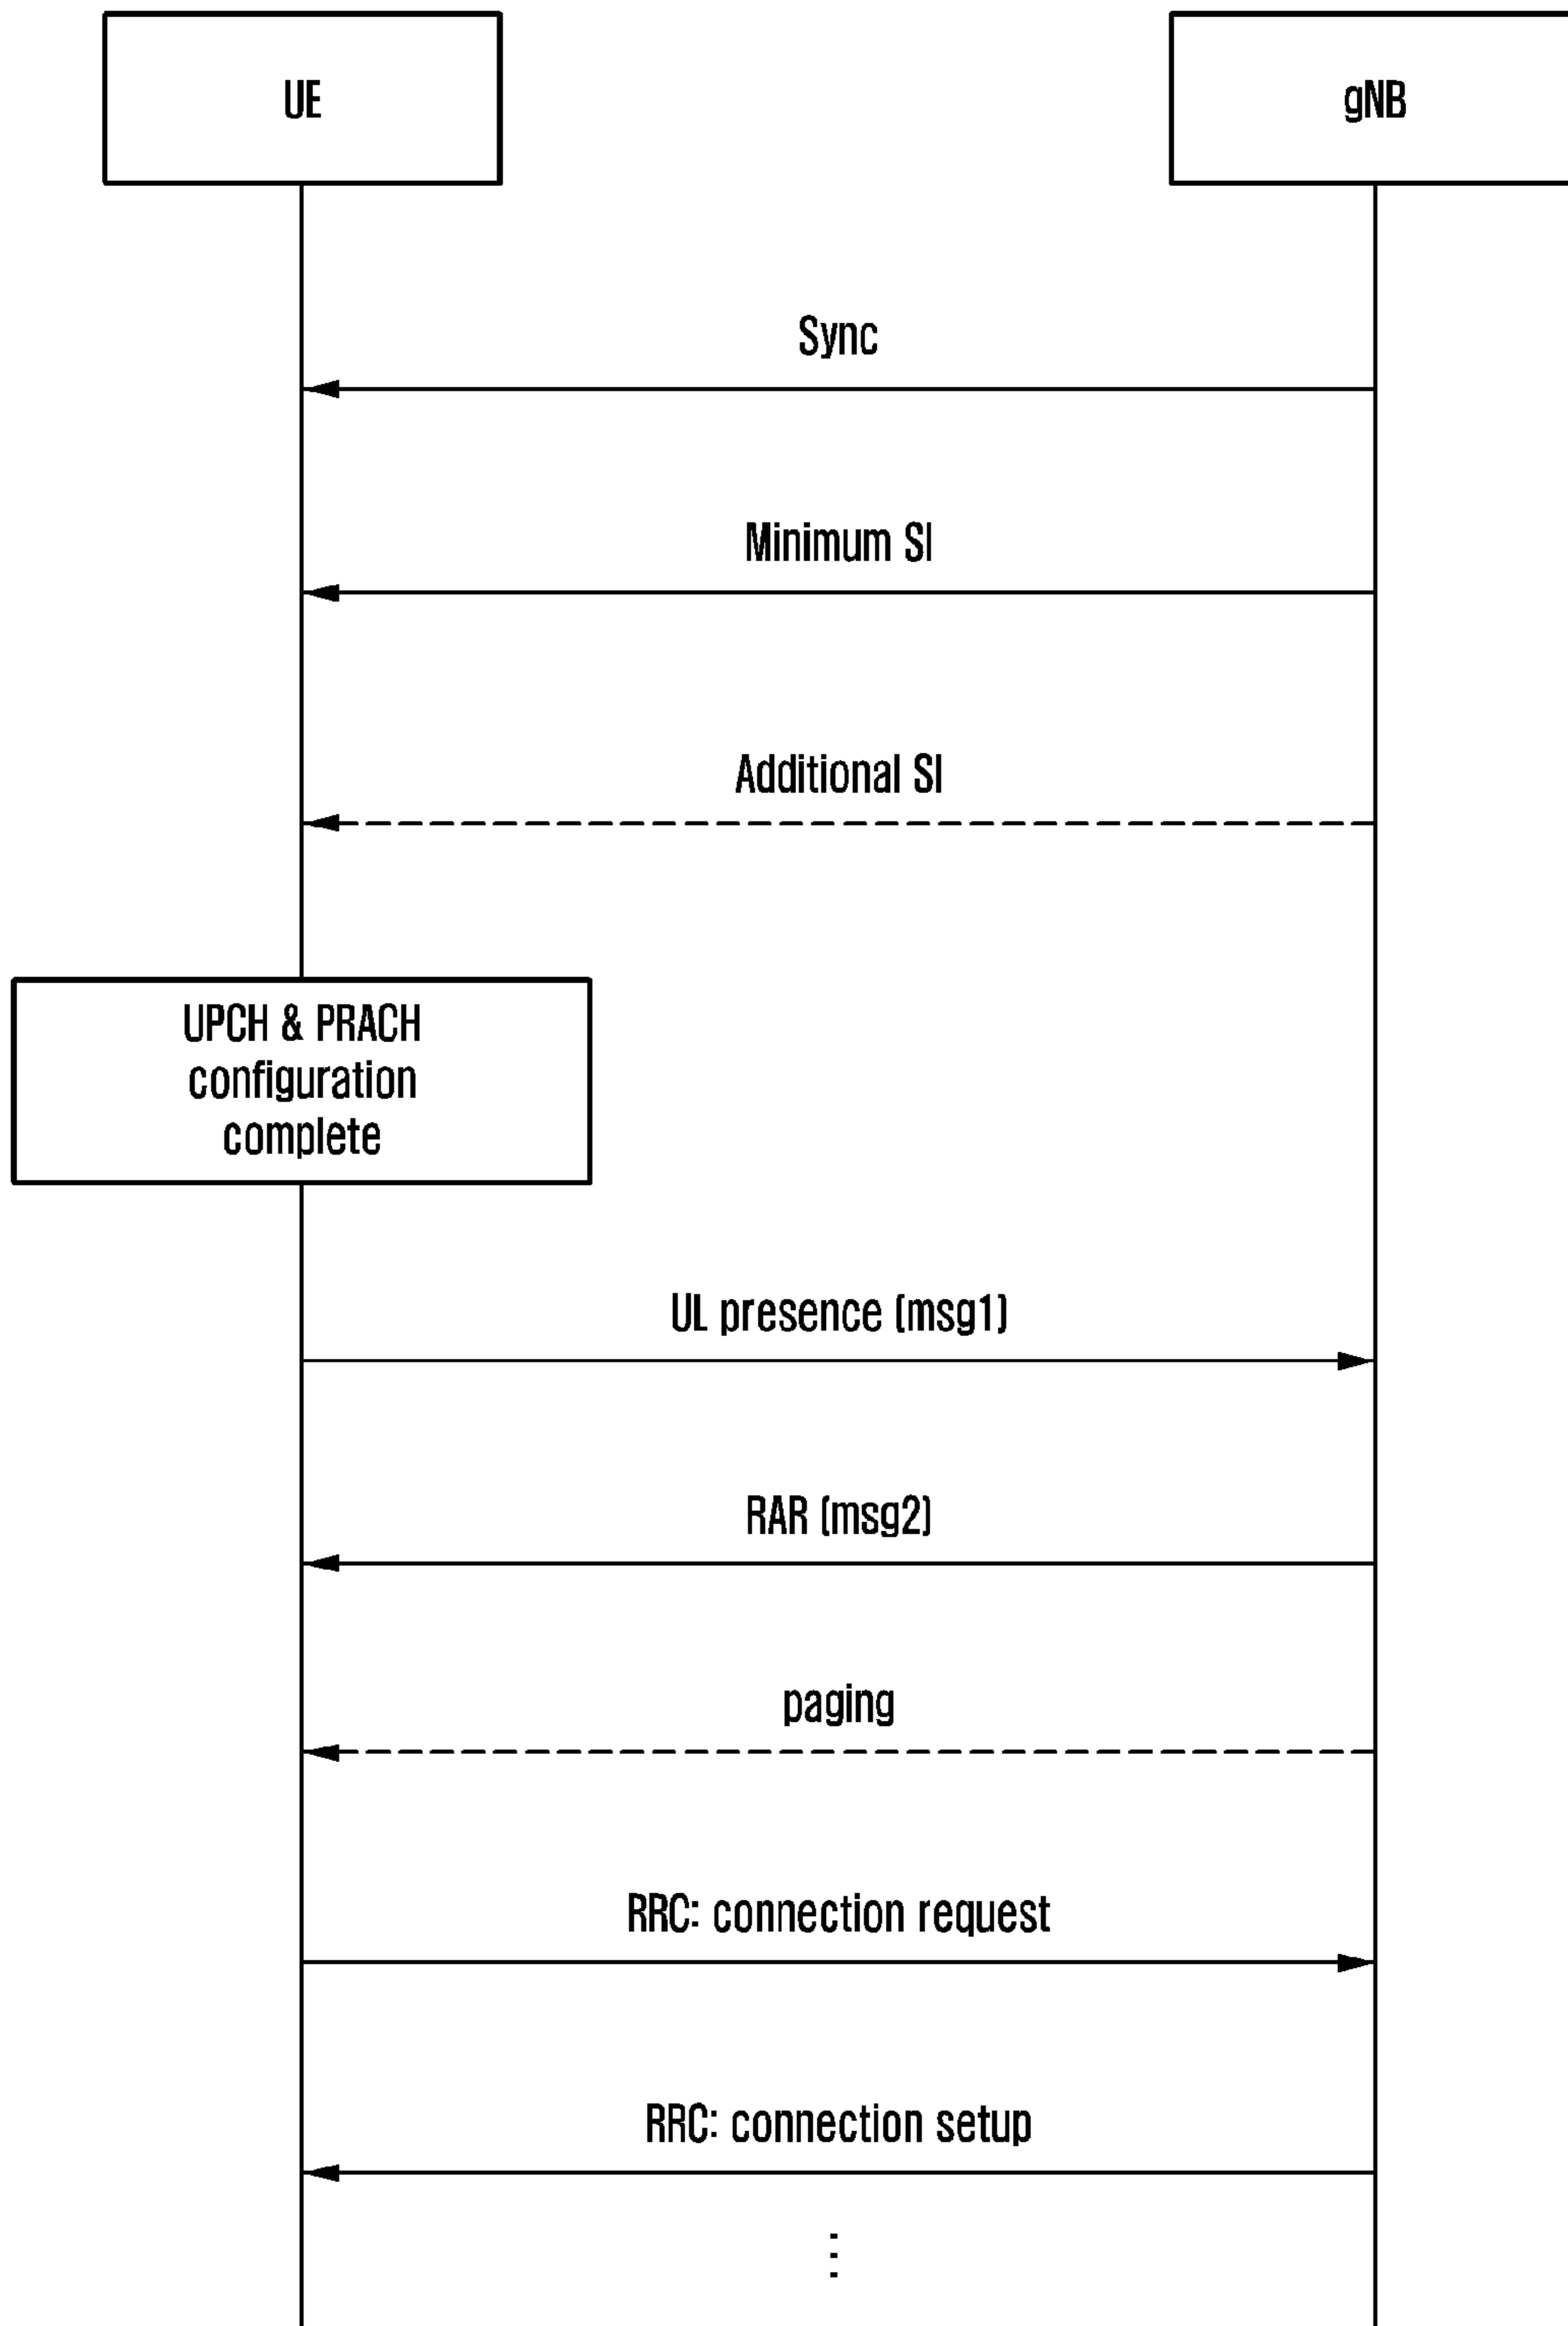 UE
gNB
Sync
Minimum SI
Additional SI
UPCH & PRACH
configuration
complete
UL presence (msg1)
RAR (msg2)
paging
RRC: connection request
RRC: connection setup
⋮